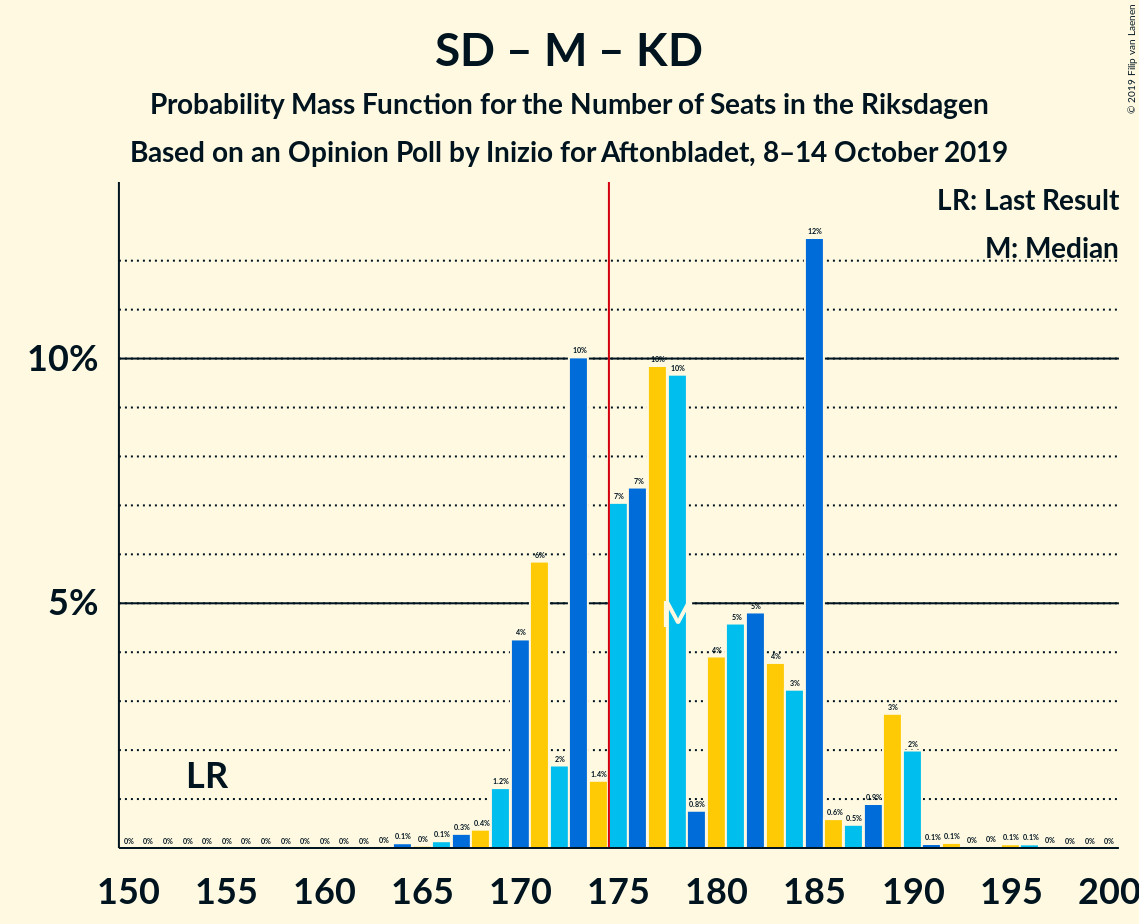 SD – M – KD
Probability Mass Function for the Number of Seats in the Riksdagen
Based on an Opinion Poll by Inizio for Aftonbladet, 8–14 October 2019
© 2019 Filip van Laenen
LR: Last Result
M: Median
10%
5%
LR
M
0% 0% 0% 0% 0% 0% 0% 0% 0% 0% 0% 0% 0% 0% 0.1% 0% 0.1% 0.3% 0.4% 1.2% 4% 6% 2% 10% 1.4% 7% 7% 10% 10% 0.8% 4% 5% 5% 4% 3% 12% 0.6% 0.5% 0.9% 3% 2% 0.1% 0.1% 0% 0% 0.1% 0.1% 0% 0% 0% 0%
150 155 160 165 170 175 180 185 190 195 200